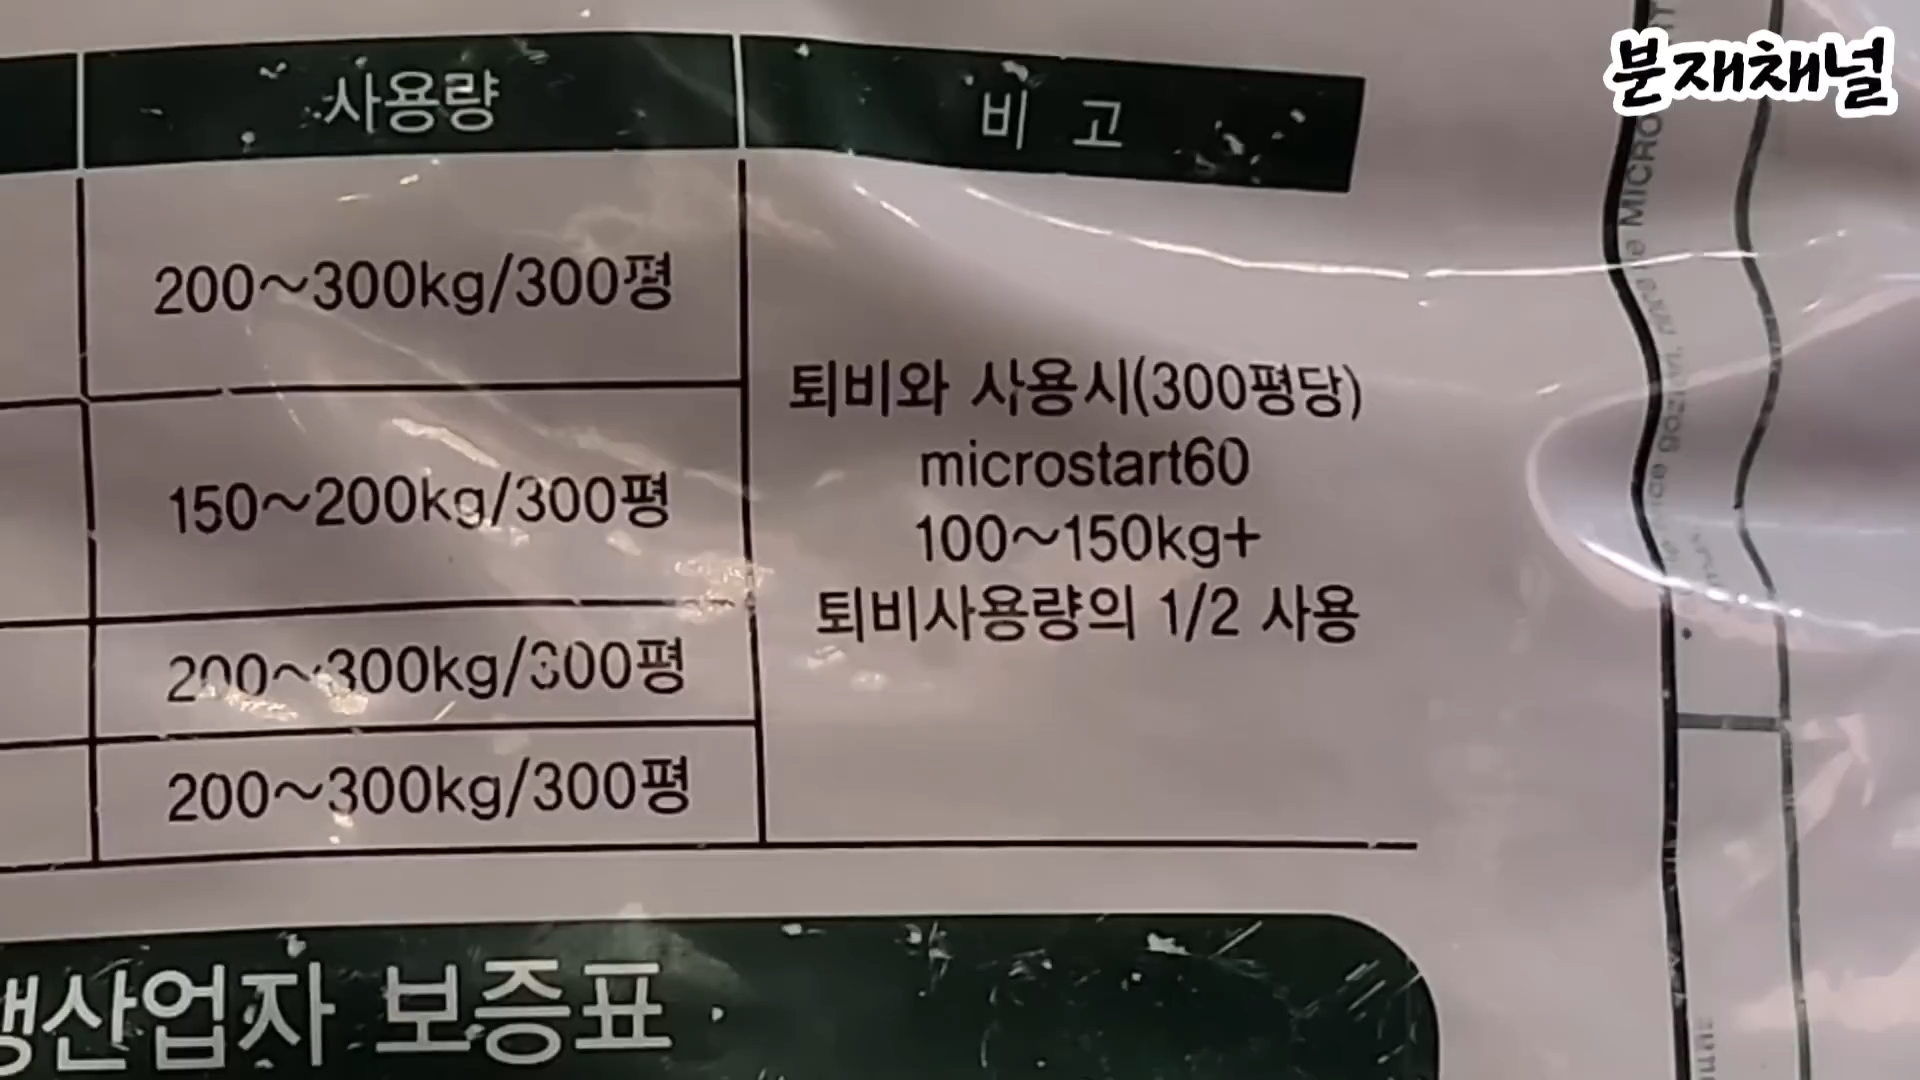 분재채널
사용량
비 고
200~300kg/300평
150~200kg/300평
200~300kg/300평
200~300kg/300평
퇴비와 사용시(300평당)
microstart60
100~150kg+
퇴비사용량의 1/2 사용
생산업자 보증표
MICRO